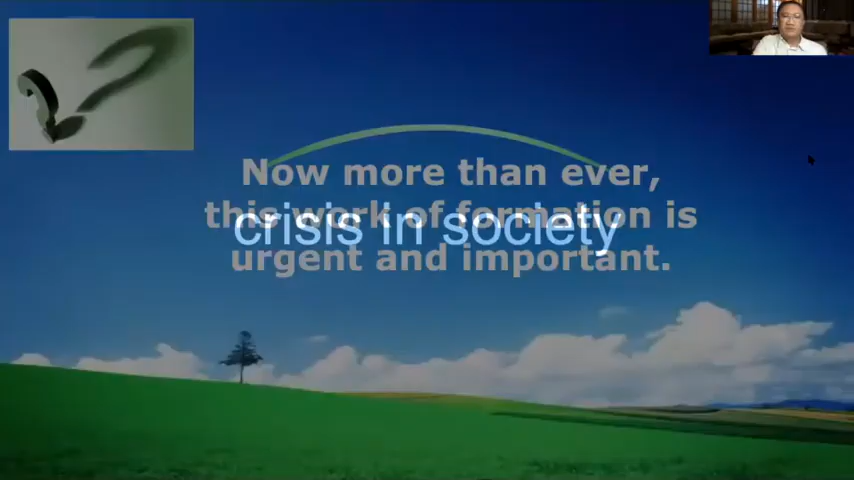 Now more than ever,
this work of formation is
crisis in society
urgent and important.